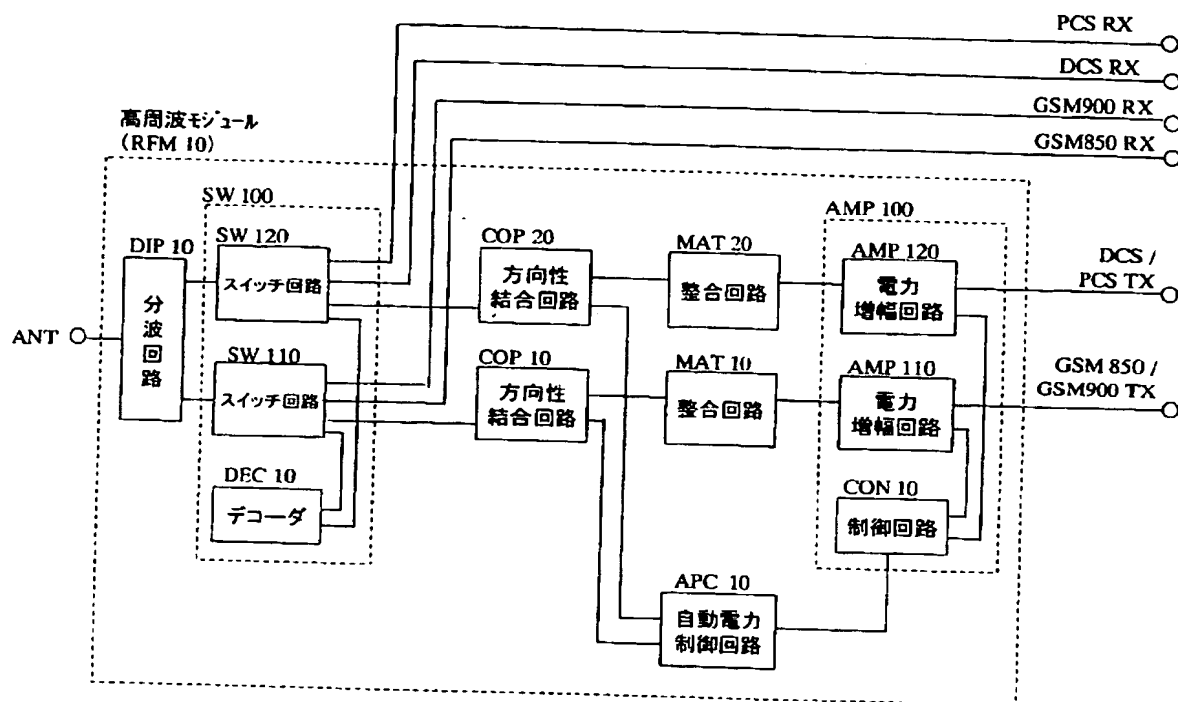 PCS RX
DCS RX
GSM900 RX
GSM850 RX
高周波モジュール
(RFM 10)
SW 100
AMP 100
DIP 10
SW 120
COP 20
MAT 20
AMP 120
DCS /
PCS TX
分波回路
スイッチ回路
方向性
結合回路
整合回路
電力
増幅回路
ANT
SW 110
COP 10
MAT 10
AMP 110
GSM 850 /
GSM900 TX
スイッチ回路
方向性
結合回路
整合回路
電力
増幅回路
DEC 10
デコーダ
CON 10
制御回路
APC 10
自動電力
制御回路